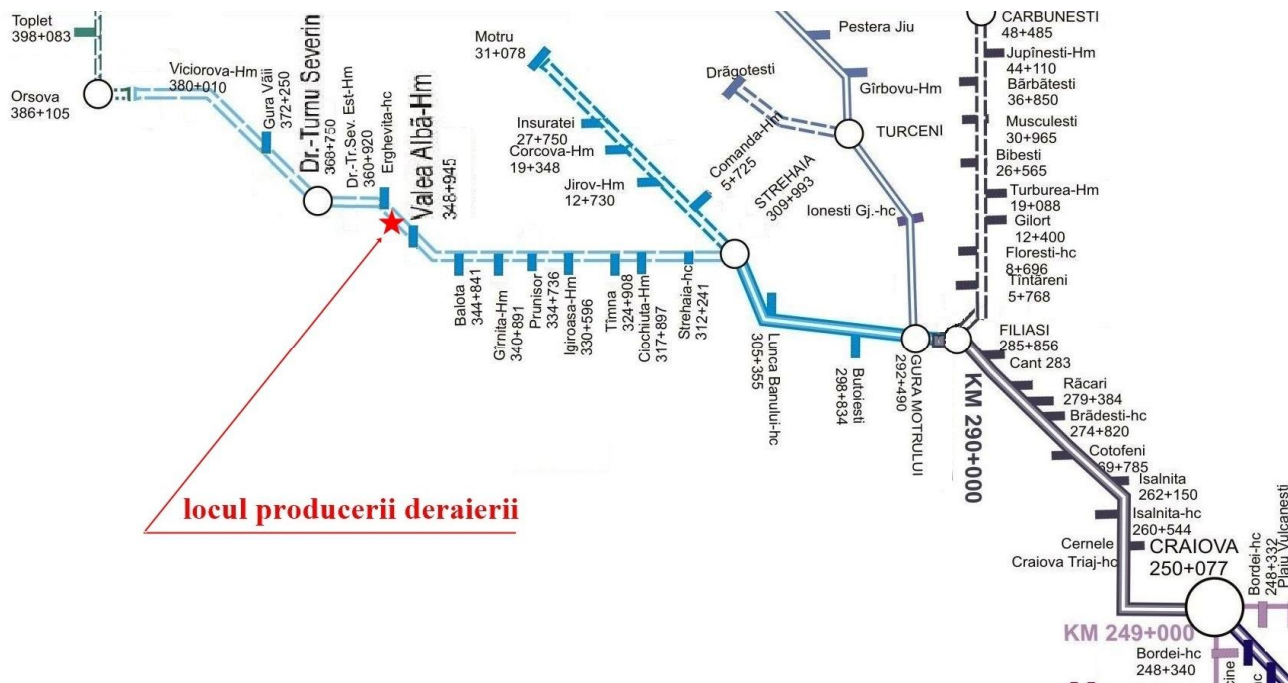 Toplet
398+083
Orsova
386+105
Viciorova-Hm
380+010
Gura Văii
372+250
Dr.-Turnu Severin
368+750
Dr.-Tr.Sev. Est-Hm
360+920
Erghevita-hc
Valea Albă-Hm
348+945
Balota
344+841
Gîrnita-Hm
340+891
Prunisor
334+736
Igiroasa-Hm
330+596
Tîmna
324+908
Ciochiuta-Hm
317+897
Strehaia-hc
312+241
Motru
31+078
Insuratei
27+750
Corcova-Hm
19+348
Jirov-Hm
12+730
Comanda-Hm
5+725
STREHAIA
309+993
Drăgotesti
Pestera Jiu
Gîrbovu-Hm
TURCENI
Ionesti Gj.-hc
Lunca Banului-hc
305+355
Butoiesti
298+834
GURA MOTRULUI
292+490
KM 290+000
CARBUNESTI
48+485
Jupînesti-Hm
44+110
Bărbătesti
36+850
Musculesti
30+965
Bibesti
26+565
Turburea-Hm
19+088
Gilort
12+400
Floresti-hc
8+696
Tîntăreni
5+768
FILIASI
285+856
Cant 283
Răcari
279+384
Brădesti-hc
274+820
Cotofeni
69+785
Isalnita
262+150
Isalnita-hc
260+544
Cernele
Craiova Triaj-hc
CRAIOVA
250+077
KM 249+000
Bordei-hc
248+332
Plaiu Vulcanesti
Bordei-hc
248+340
cine
hc
locul producerii deraierii